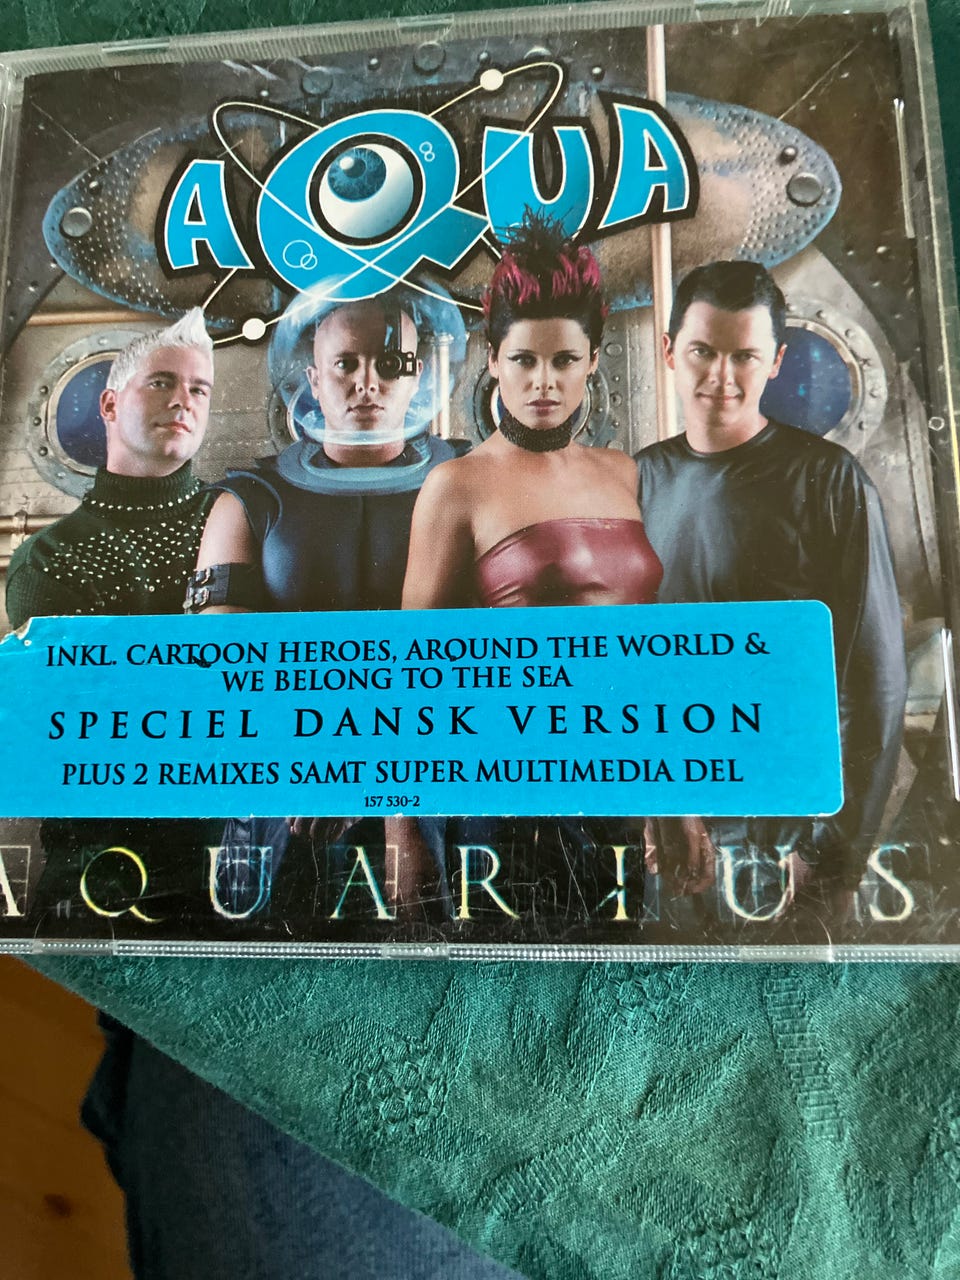 AQUA
INKL. CARTOON HEROES, AROUND THE WORLD &
WE BELONG TO THE SEA
SPECIEL DANSK VERSION
PLUS 2 REMIXES SAMT SUPER MULTIMEDIA DEL
157 530-2
AQUARIUS